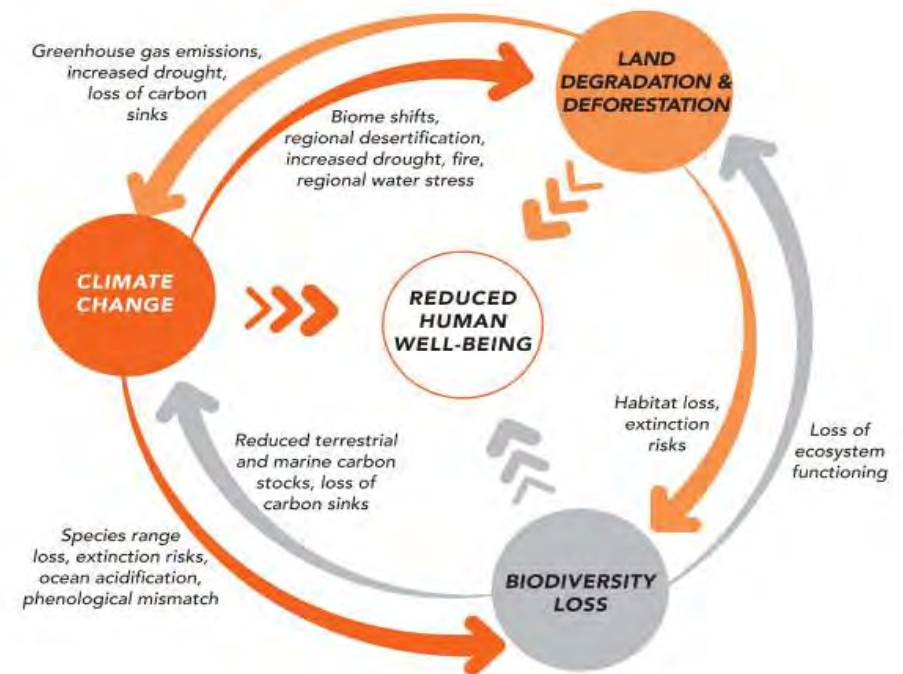 Greenhouse gas emissions,
increased drought,
loss of carbon
sinks
LAND
DEGRADATION &
DEFORESTATION
Biome shifts,
regional desertification,
increased drought, fire,
regional water stress
CLIMATE
CHANGE
REDUCED
HUMAN
WELL-BEING
Habitat loss,
extinction
risks
Loss of
ecosystem
functioning
Reduced terrestrial
and marine carbon
stocks, loss of
carbon sinks
Species range
loss, extinction risks,
ocean acidification,
phenological mismatch
BIODIVERSITY
LOSS